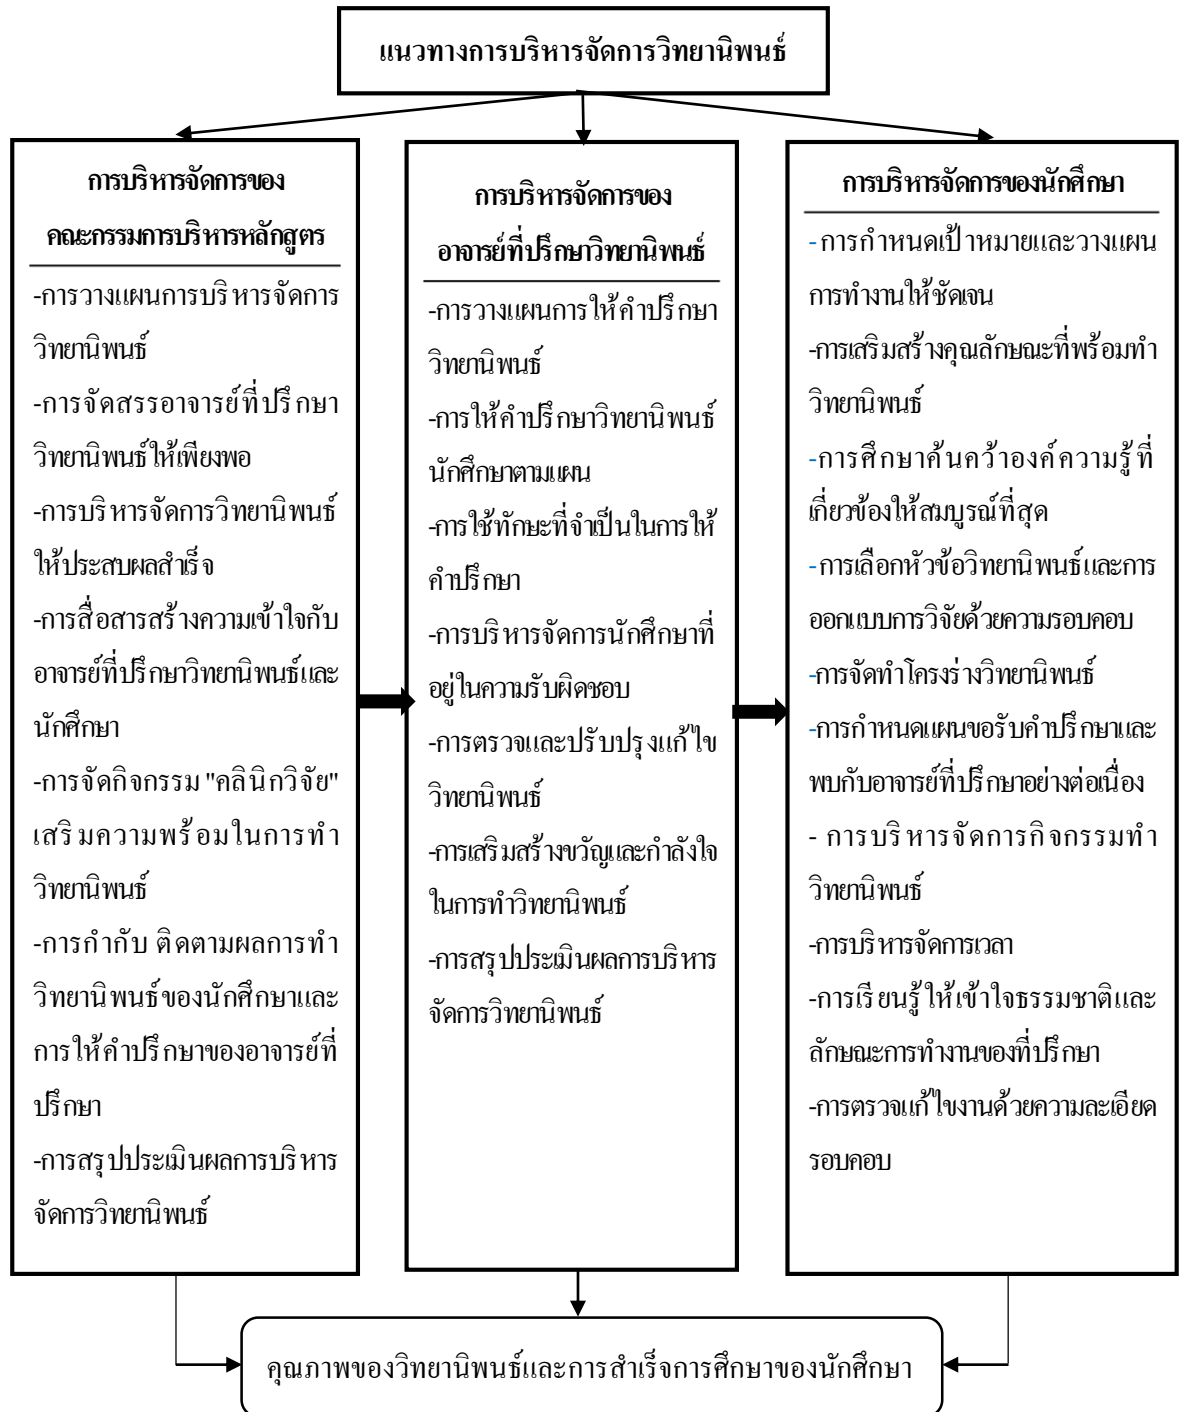 แนวทางการบริหารจัดการวิทยานิพนธ์
การบริหารจัดการของ
คณะกรรมการบริหารหลักสูตร
-การวางแผนการบริหารจัดการ
วิทยานิพนธ์
-การจัดสรรอาจารย์ที่ปรึกษา
วิทยานิพนธ์ให้เพียงพอ
-การบริหารจัดการวิทยานิพนธ์
ให้ประสบผลสำเร็จ
-การสื่อสารสร้างความเข้าใจกับ
อาจารย์ที่ปรึกษาวิทยานิพนธ์และ
นักศึกษา
-การจัดกิจกรรม "คลินิกวิจัย"
เสริมความพร้อมในการทำ
วิทยานิพนธ์
-การกำกับ ติดตามผลการทำ
วิทยานิพนธ์ของนักศึกษาและ
การให้คำปรึกษาของอาจารย์ที่
ปรึกษา
-การสรุปประเมินผลการบริหาร
จัดการวิทยานิพนธ์
การบริหารจัดการของ
อาจารย์ที่ปรึกษาวิทยานิพนธ์
-การวางแผนการให้คำปรึกษา
วิทยานิพนธ์
-การให้คำปรึกษาวิทยานิพนธ์
นักศึกษาตามแผน
-การใช้ทักษะที่จำเป็นในการให้
คำปรึกษา
-การบริหารจัดการนักศึกษาที่
อยู่ในความรับผิดชอบ
-การตรวจและปรับปรุงแก้ไข
วิทยานิพนธ์
-การเสริมสร้างขวัญและกำลังใจ
ในการทำวิทยานิพนธ์
-การสรุปประเมินผลการบริหาร
จัดการวิทยานิพนธ์
การบริหารจัดการของนักศึกษา
-การกำหนดเป้าหมายและวางแผน
การทำงานให้ชัดเจน
-การเสริมสร้างคุณลักษณะที่พร้อมทำ
วิทยานิพนธ์
-การศึกษาค้นคว้าองค์ความรู้ที่
เกี่ยวข้องให้สมบูรณ์ที่สุด
-การเลือกหัวข้อวิทยานิพนธ์และการ
ออกแบบการวิจัยด้วยความรอบคอบ
-การจัดทำโครงร่างวิทยานิพนธ์
-การกำหนดแผนขอรับคำปรึกษาและ
พบกับอาจารย์ที่ปรึกษาอย่างต่อเนื่อง
- การบริหารจัดการกิจกรรมทำ
วิทยานิพนธ์
-การบริหารจัดการเวลา
-การเรียนรู้ให้เข้าใจธรรมชาติและ
ลักษณะการทำงานของที่ปรึกษา
-การตรวจแก้ไขงานด้วยความละเอียด
รอบคอบ
คุณภาพของวิทยานิพนธ์และการสำเร็จการศึกษาของนักศึกษา